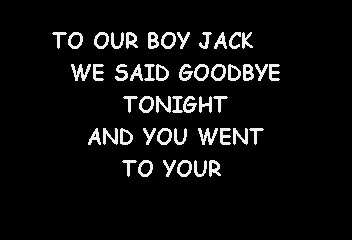 TO OUR BOY JACK
WE SAID GOODBYE
TONIGHT
AND YOU WENT
TO YOUR